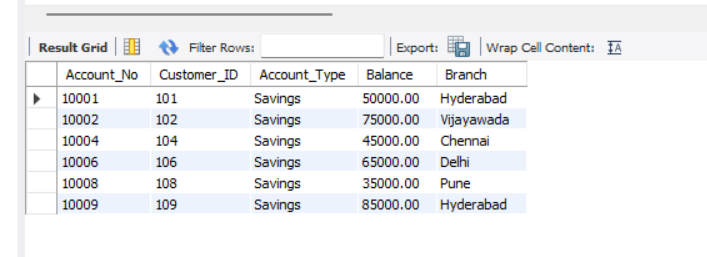 Result Grid Filter Rows: Export: Wrap Cell Content: IA
Account_No Customer_ID Account_Type Balance Branch
10001 101 Savings 50000.00 Hyderabad
10002 102 Savings 75000.00 Vijayawada
10004 104 Savings 45000.00 Chennai
10006 106 Savings 65000.00 Delhi
10008 108 Savings 35000.00 Pune
10009 109 Savings 85000.00 Hyderabad